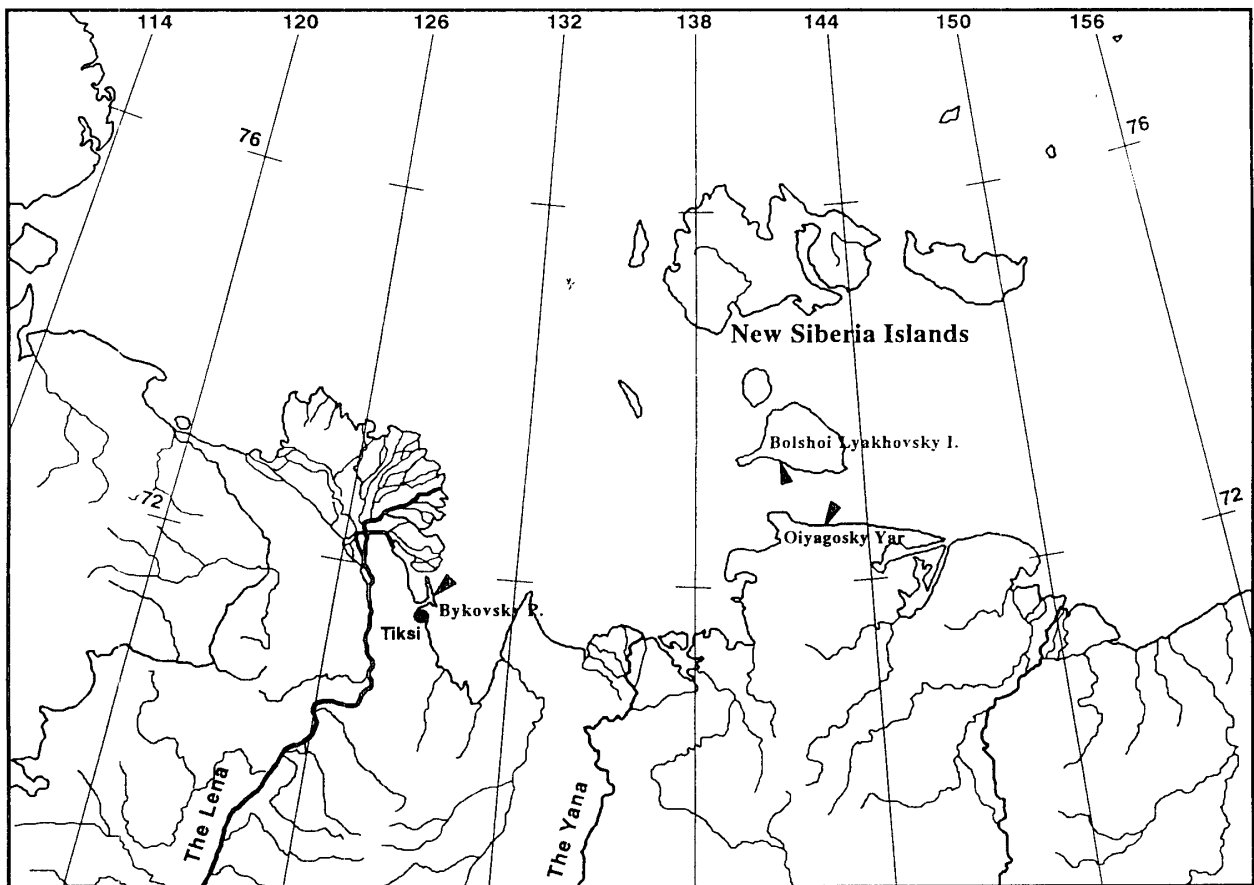 114 120 126 132 138 144 150 156
76 76
New Siberia Islands
Bolshoi Lyakhovsky I.
72 72
Oiyagosky Yar
Bykovsky P.
Tiksi
The Lena
The Yana